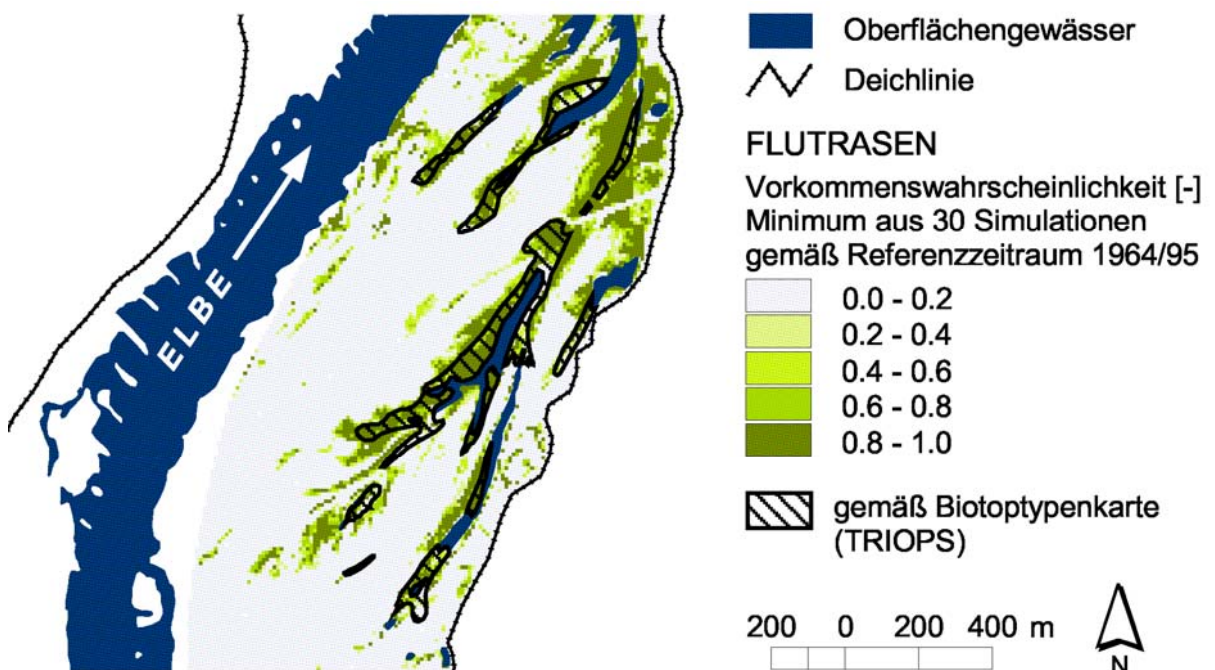 Oberflächengewässer
Deichlinie
FLUTRASEN
Vorkommenswahrscheinlichkeit [-]
Minimum aus 30 Simulationen
gemäß Referenzzeitraum 1964/95
0.0 - 0.2
0.2 - 0.4
0.4 - 0.6
0.6 - 0.8
0.8 - 1.0
gemäß Biotoptypenkarte
(TRIOPS)
200 0 200 400 m
N
ELBE